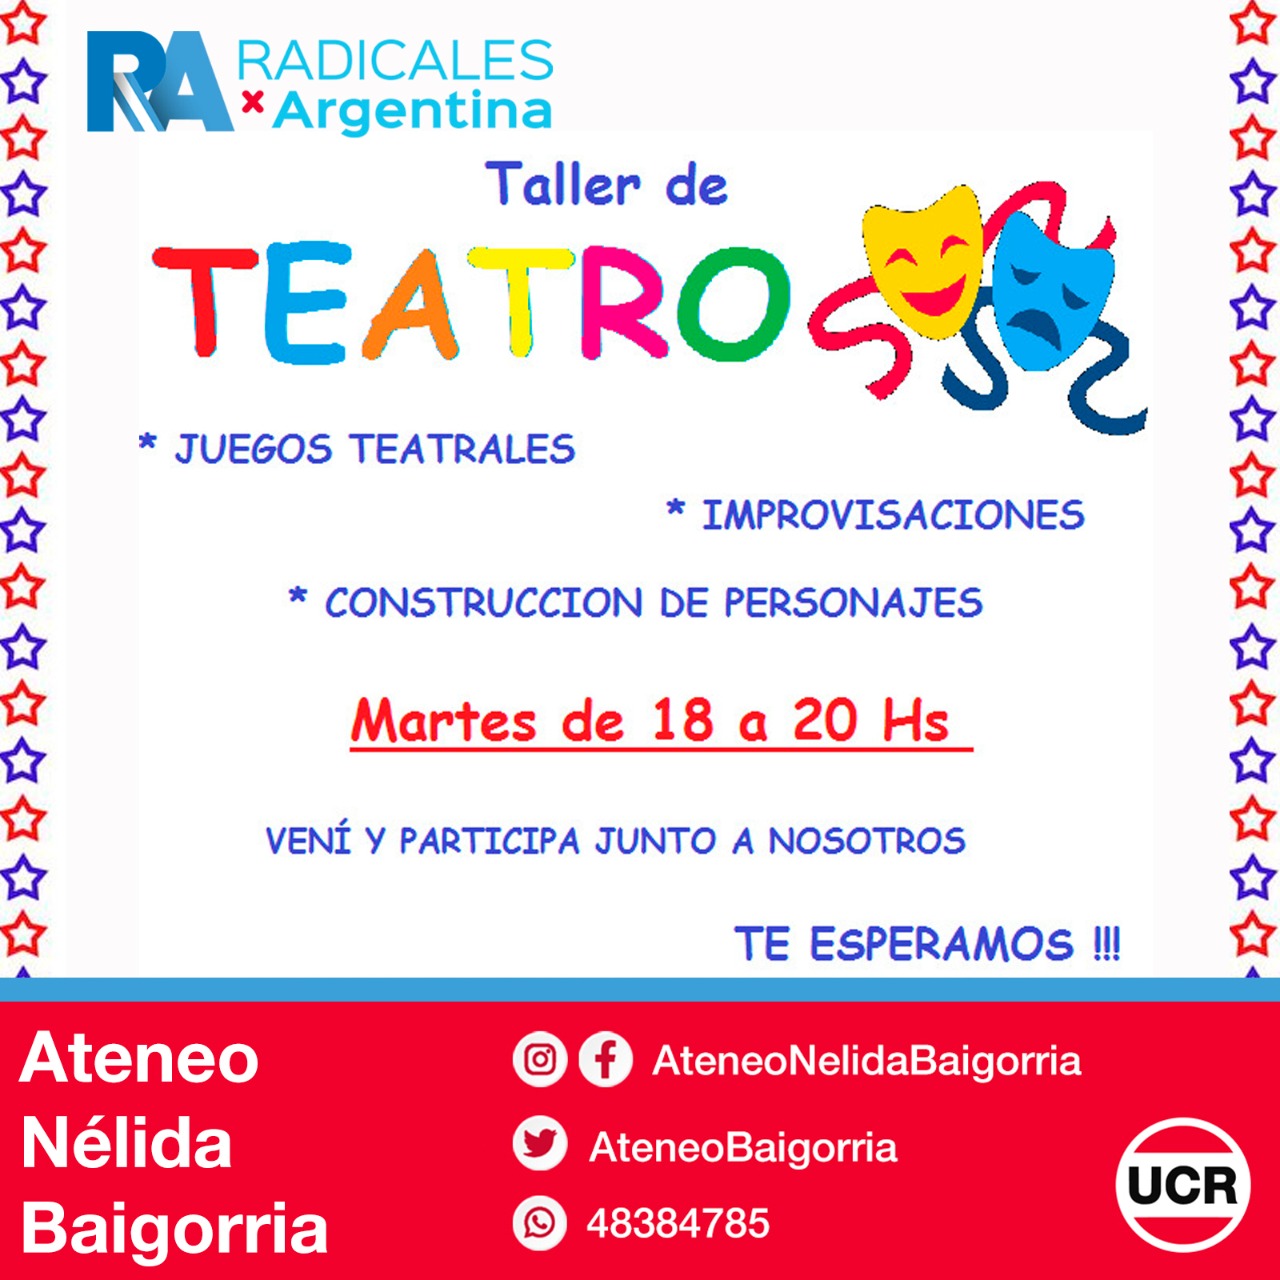 RA RADICALES
x Argentina
Taller de
TEATRO
* JUEGOS TEATRALES
* IMPROVISACIONES
* CONSTRUCCION DE PERSONAJES
Martes de 18 a 20 Hs
VENÍ Y PARTICIPA JUNTO A NOSOTROS
TE ESPERAMOS !!!
Ateneo
Nélida
Baigorria
AteneoNelidaBaigorria
AteneoBaigorria
48384785
UCR